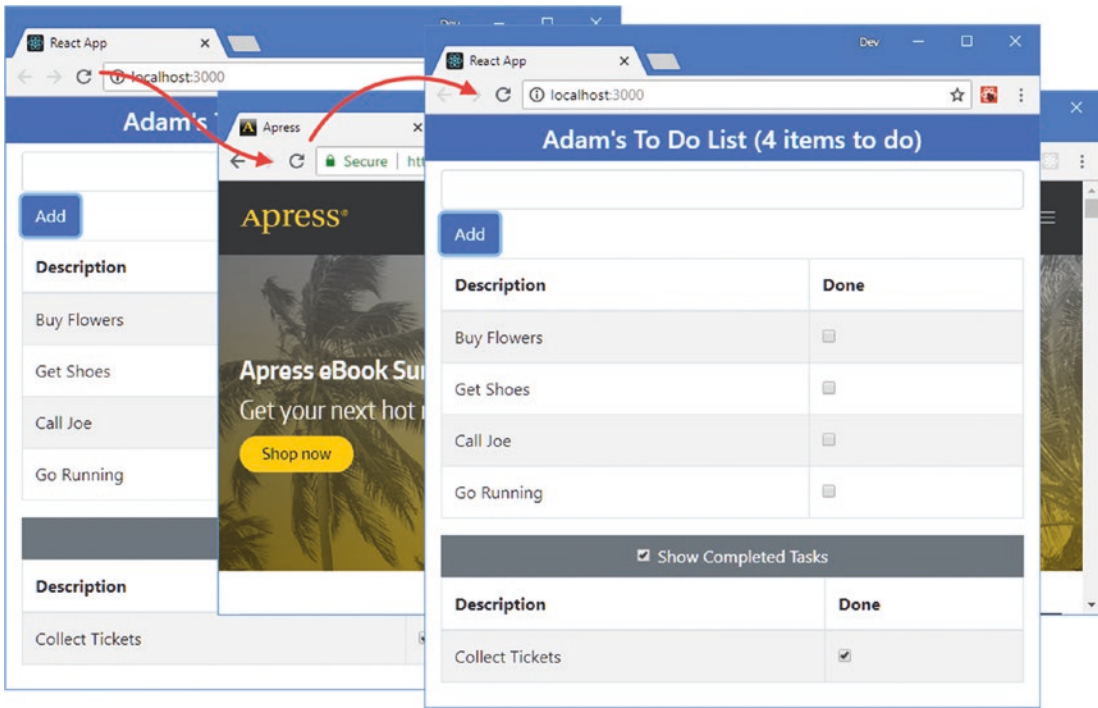 React App
localhost:3000
Adam's
Add
Description
Buy Flowers
Get Shoes
Call Joe
Go Running
Description
Collect Tickets
Apress
Secure
Apress®
Apress eBook
Get your next hot
Shop now
Dev
React App
localhost:3000
Adam's To Do List (4 items to do)
Add
Description Done
Buy Flowers
Get Shoes
Call Joe
Go Running
Show Completed Tasks
Description Done
Collect Tickets